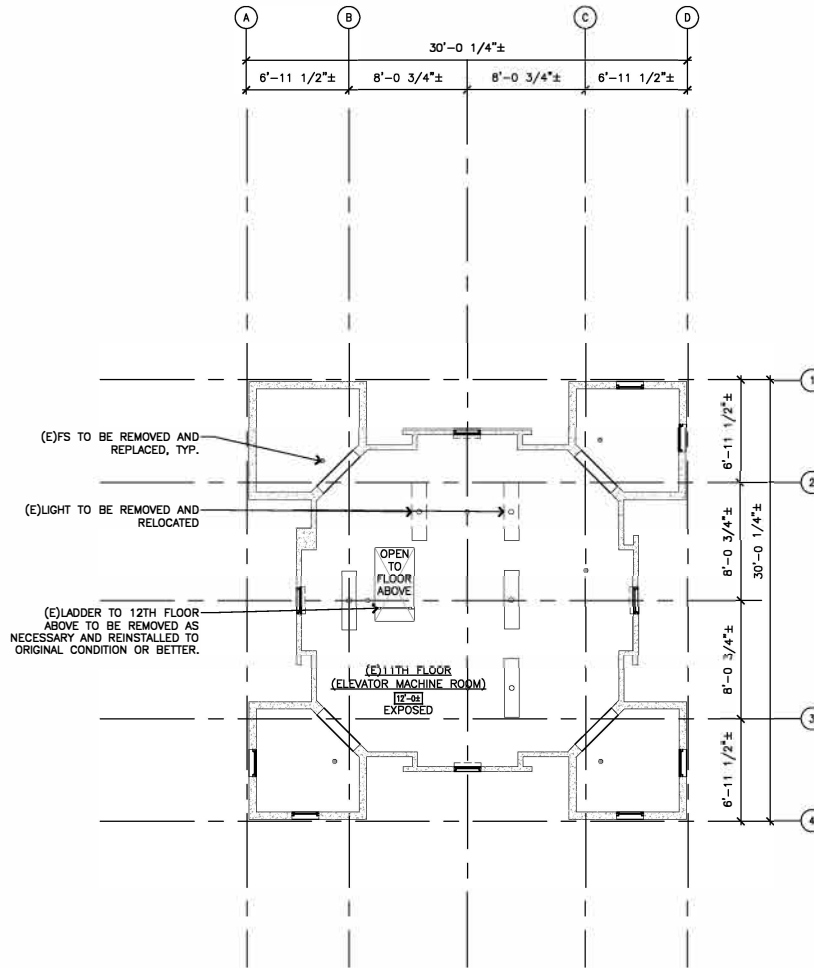 A B C D
30'-0 1/4"±
6'-11 1/2"± 8'-0 3/4"± 8'-0 3/4"± 6'-11 1/2"±
1
6'-11 1/2"±
(E)FS TO BE REMOVED AND
REPLACED, TYP.
2
(E)LIGHT TO BE REMOVED AND
RELOCATED
8'-0 3/4"±
30'-0 1/4"±
OPEN
TO
FLOOR
ABOVE
(E)LADDER TO 12TH FLOOR
ABOVE TO BE REMOVED AS
NECESSARY AND REINSTALLED TO
ORIGINAL CONDITION OR BETTER.
8'-0 3/4"±
(E)11TH FLOOR
(ELEVATOR MACHINE ROOM)
12'-0±
EXPOSED
3
6'-11 1/2"±
4